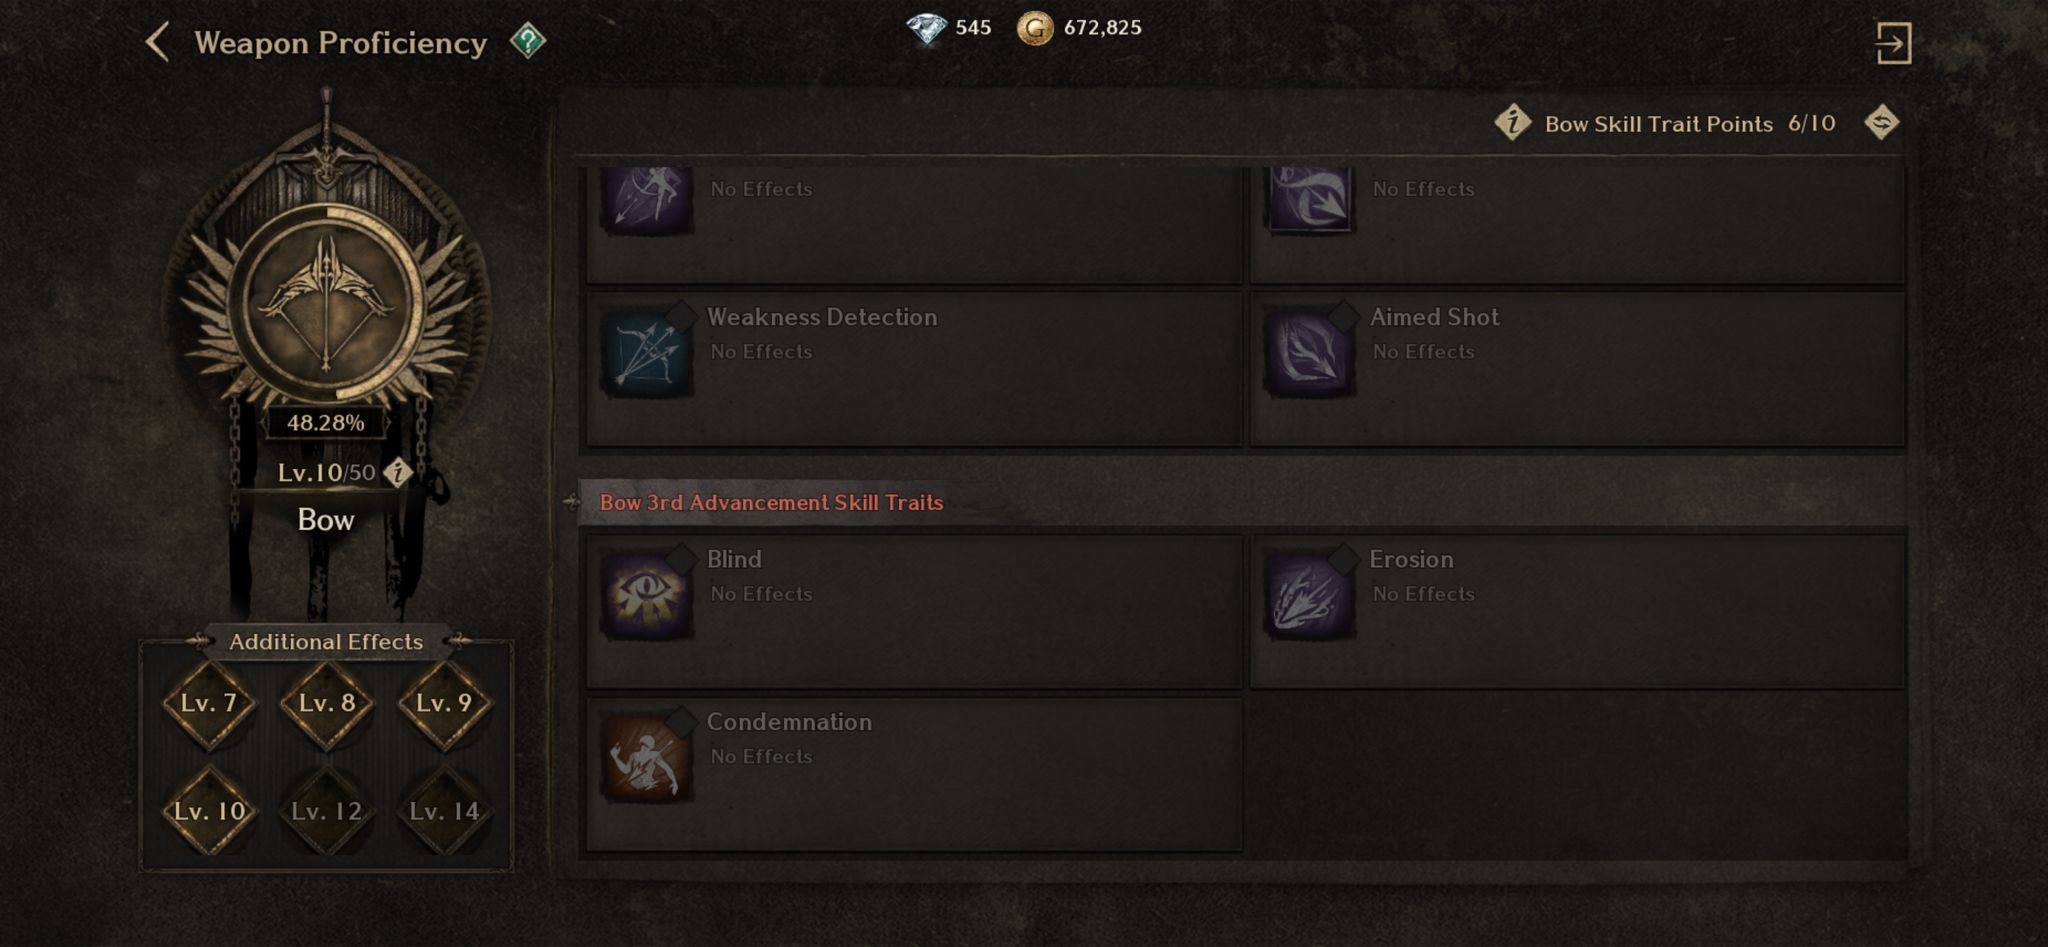 Weapon Proficiency
545 672,825
Bow Skill Trait Points 6/10
No Effects
No Effects
Weakness Detection
No Effects
Aimed Shot
No Effects
48.28%
Lv.10/50
Bow
Bow 3rd Advancement Skill Traits
Blind
No Effects
Erosion
No Effects
Condemnation
No Effects
Additional Effects
Lv. 7 Lv. 8 Lv. 9
Lv. 10 Lv. 12 Lv. 14